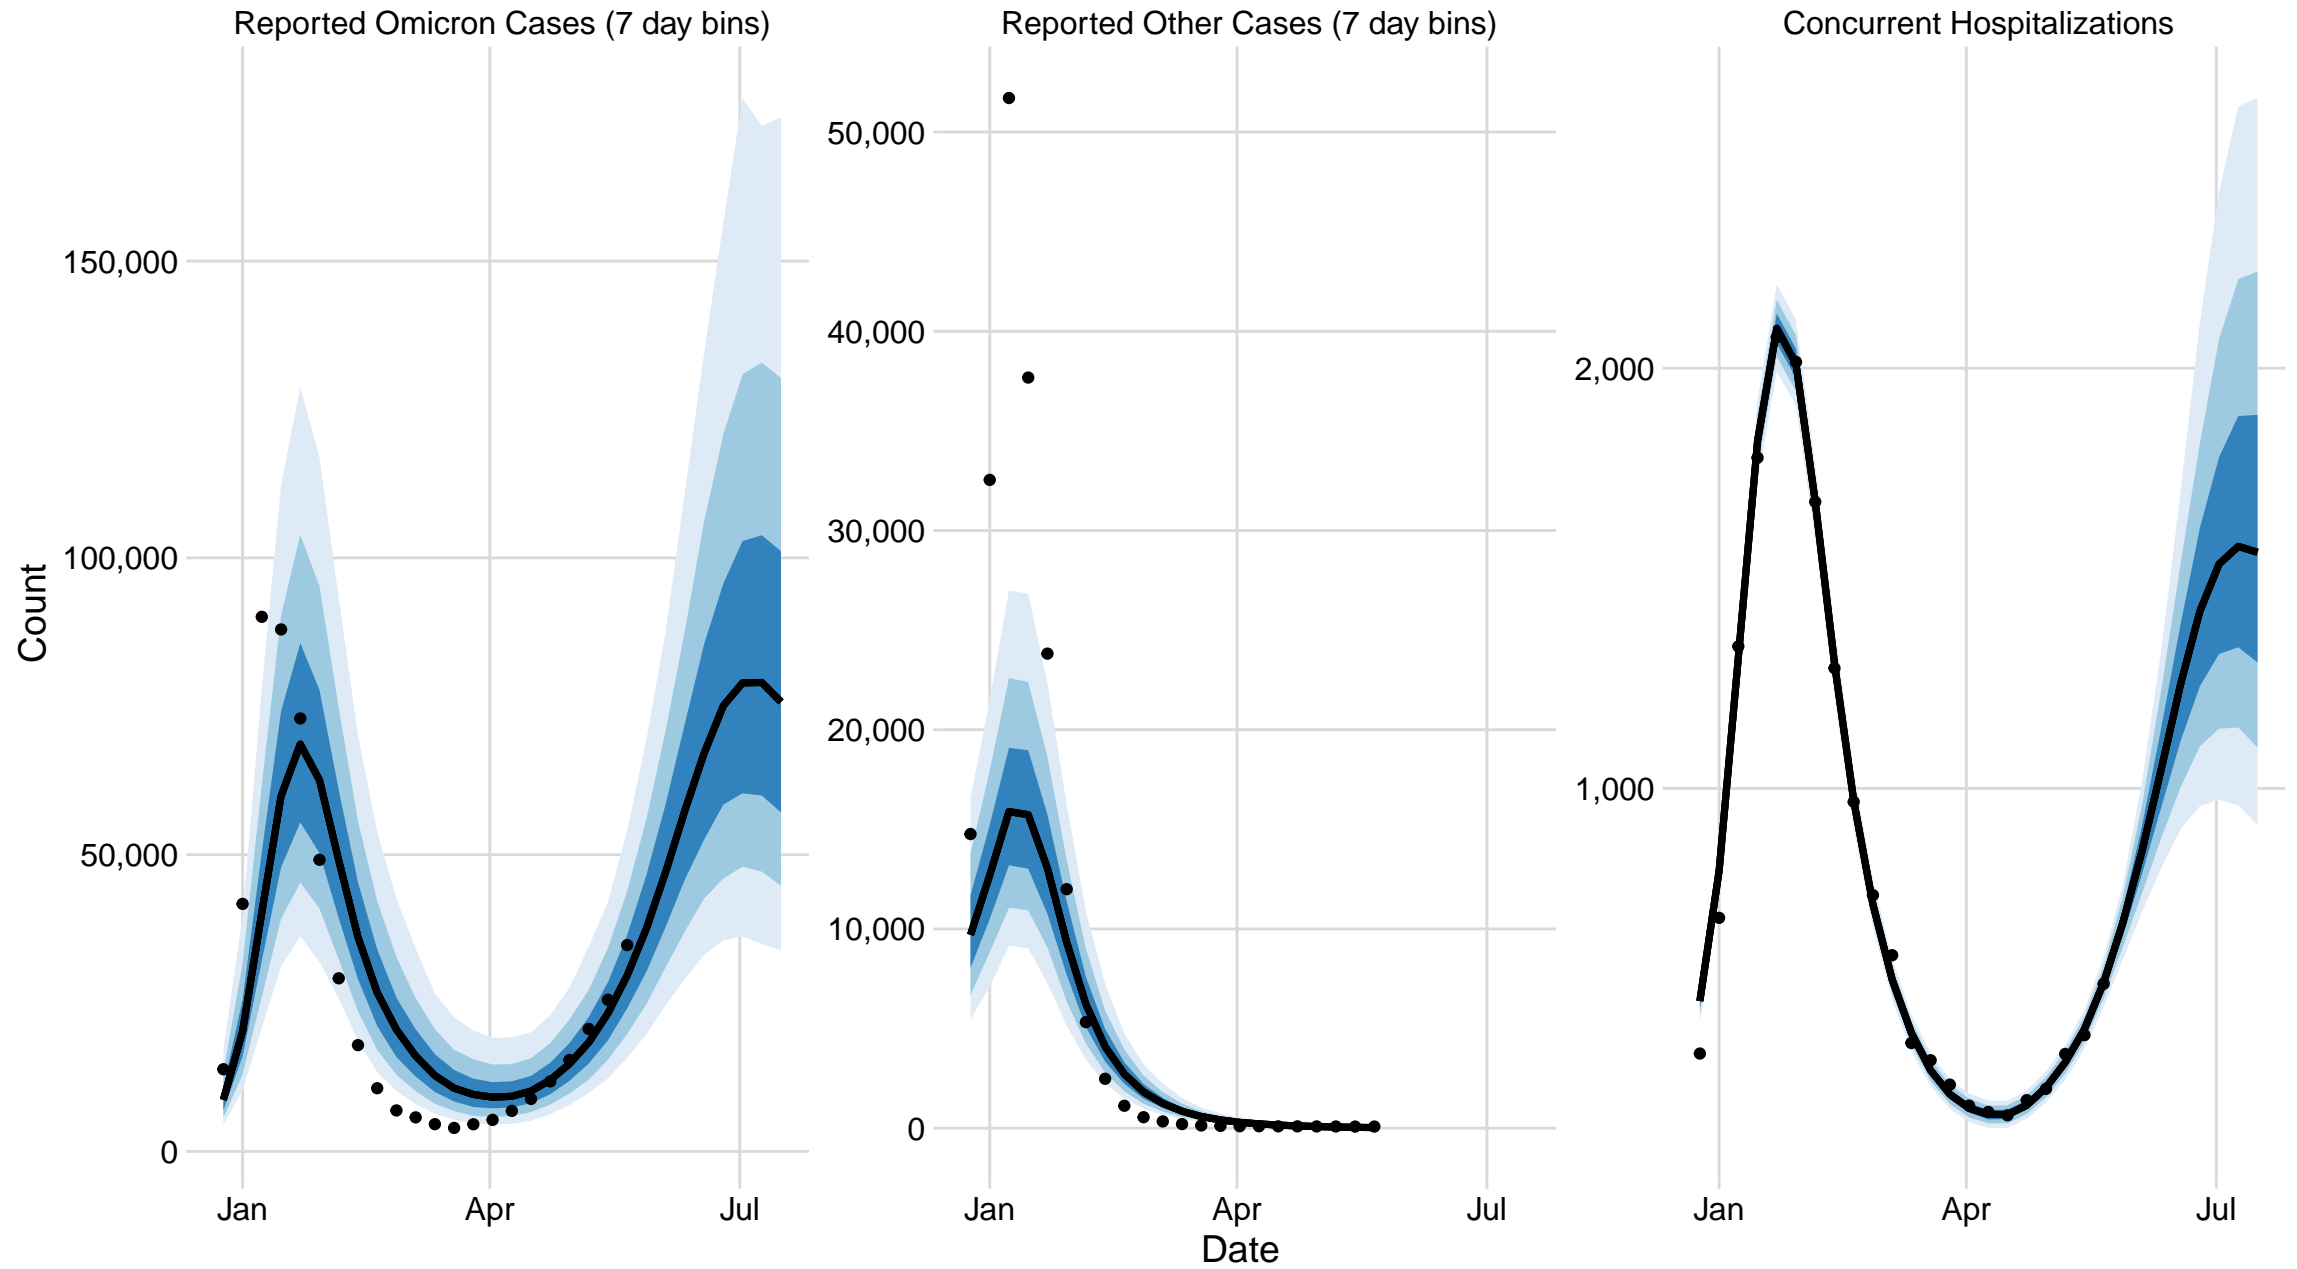 Reported Omicron Cases (7 day bins)
Reported Other Cases (7 day bins)
Concurrent Hospitalizations
Count
150,000
100,000
50,000
0
50,000
40,000
30,000
20,000
10,000
0
2,000
1,000
Jan Apr Jul
Jan Apr Jul
Jan Apr Jul
Date